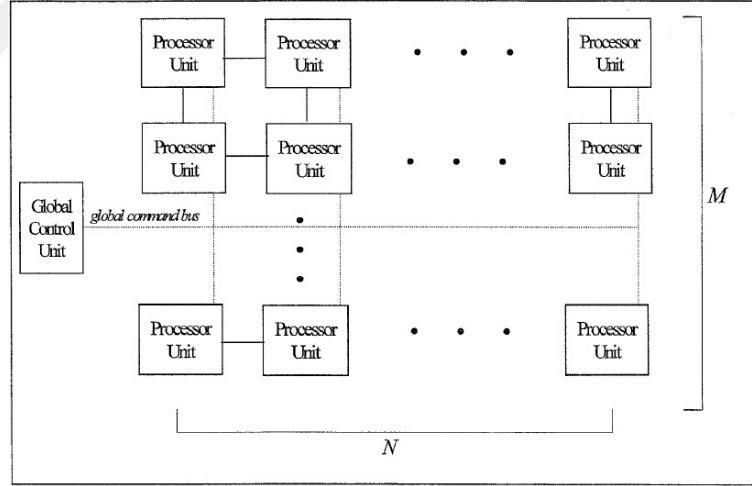 Processor
Unit
Processor
Unit
Processor
Unit
Processor
Unit
Processor
Unit
Processor
Unit
M
Global
Control
Unit
global command bus
Processor
Unit
Processor
Unit
Processor
Unit
N